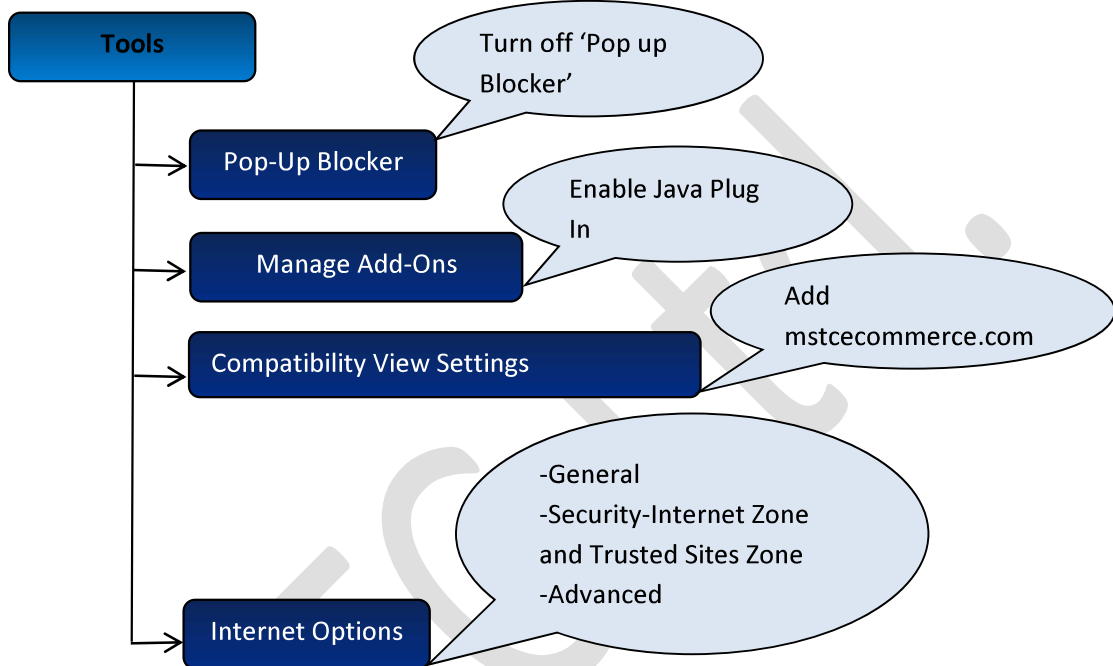 Tools
Turn off ‘Pop up
Blocker’
Pop-Up Blocker
Enable Java Plug
In
Manage Add-Ons
Add
mstcecommerce.com
Compatibility View Settings
-General
-Security-Internet Zone
and Trusted Sites Zone
-Advanced
Internet Options